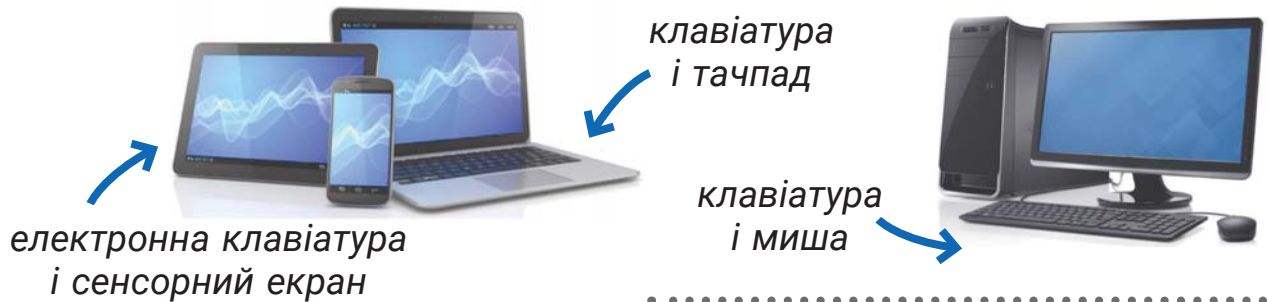 клавіатура
і тачпад
клавіатура
і миша
електронна клавіатура
і сенсорний екран